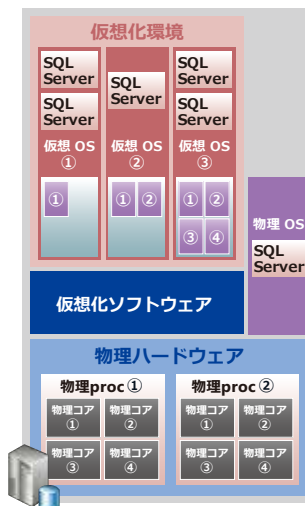 仮想化環境
SQL
Server
SQL
Server
仮想 OS
①
①
SQL
Server
仮想 OS
②
① ②
SQL
Server
SQL
Server
仮想 OS
③
① ②
③ ④
物理 OS
SQL
Server
仮想化ソフトウェア
物理ハードウェア
物理proc ①
物理コア
①
物理コア
②
物理コア
③
物理コア
④
物理proc ②
物理コア
①
物理コア
②
物理コア
③
物理コア
④